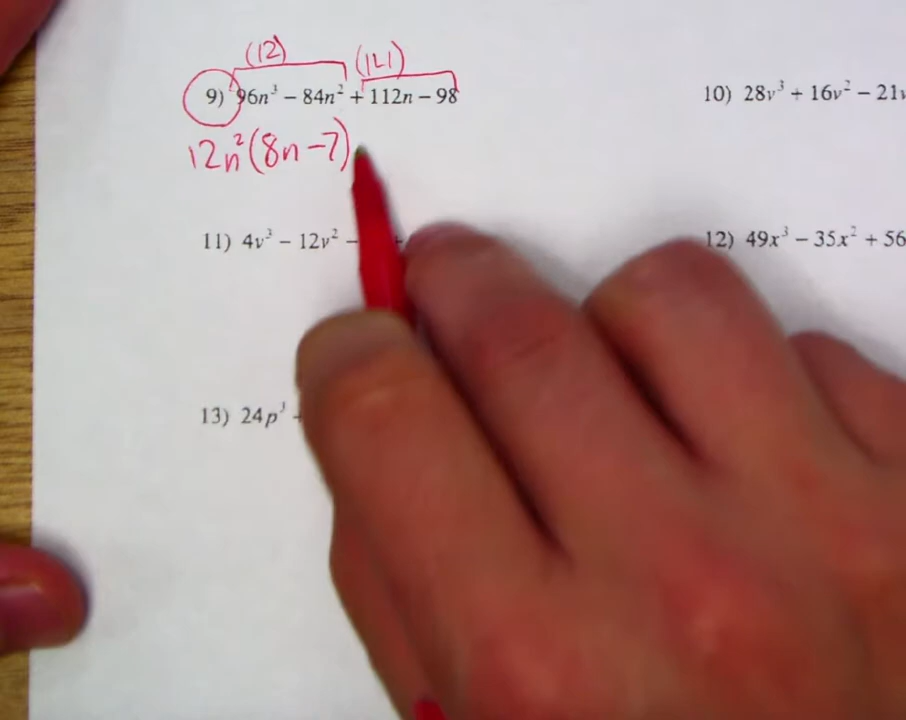 (12) (14)
9) 96n³ − 84n² + 112n − 98
10) 28v³ + 16v² − 21v
12n²(8n − 7)
11) 4v³ − 12v² −
12) 49x³ − 35x² + 56
13) 24p³